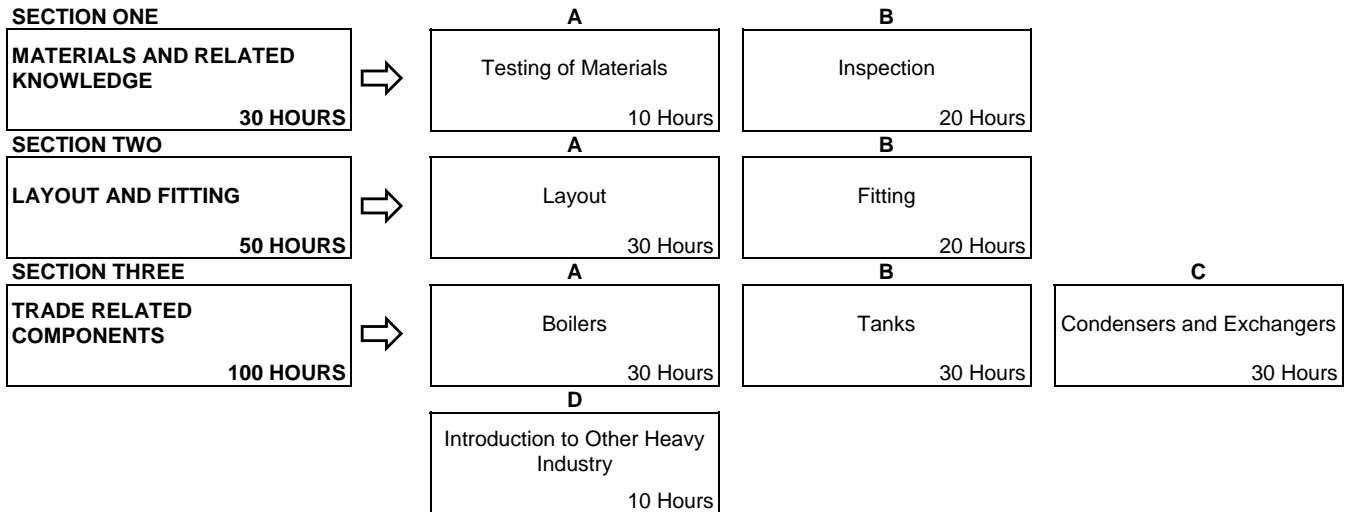 SECTION ONE
A
B
MATERIALS AND RELATED
KNOWLEDGE
30 HOURS
Testing of Materials
10 Hours
Inspection
20 Hours
SECTION TWO
A
B
LAYOUT AND FITTING
50 HOURS
Layout
30 Hours
Fitting
20 Hours
SECTION THREE
A
B
C
TRADE RELATED
COMPONENTS
100 HOURS
Boilers
30 Hours
Tanks
30 Hours
Condensers and Exchangers
30 Hours
D
Introduction to Other Heavy
Industry
10 Hours